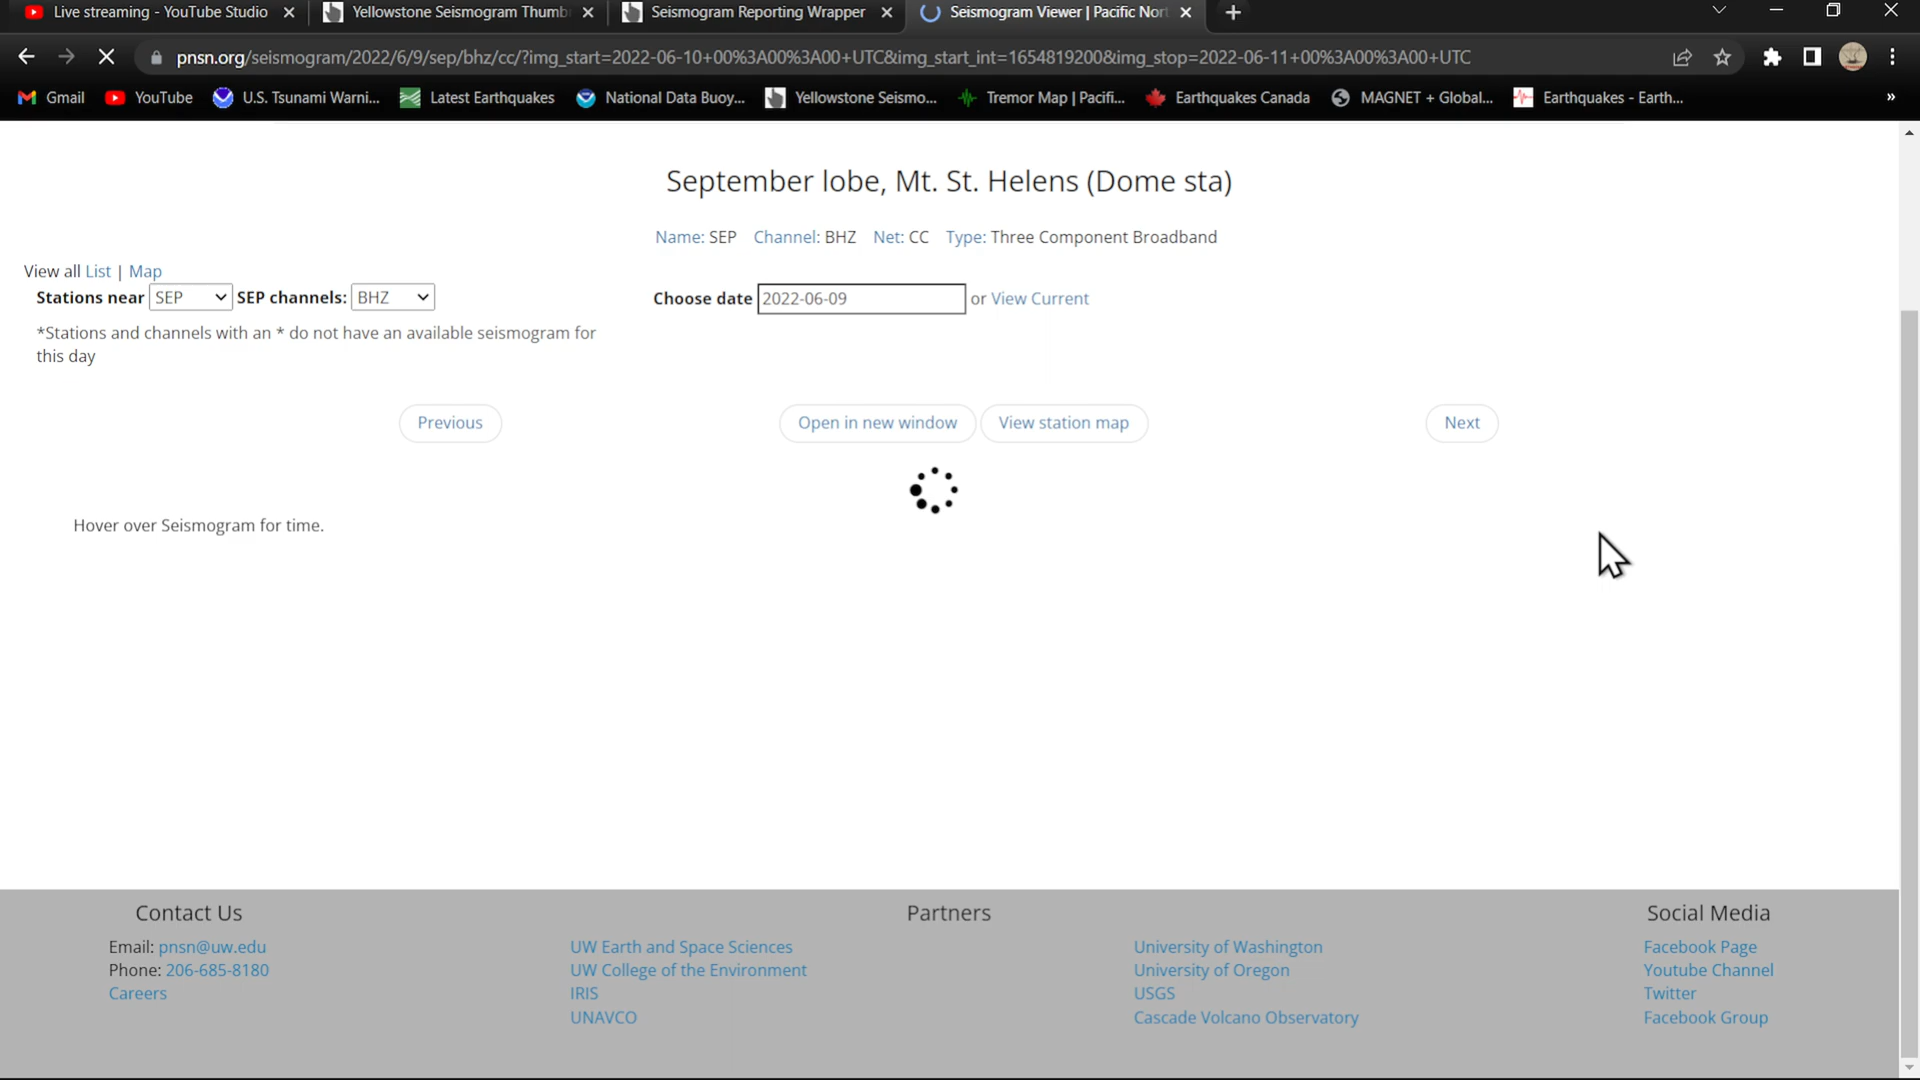 Live streaming - YouTube Studio
Yellowstone Seismogram Thumb
Seismogram Reporting Wrapper
Seismogram Viewer | Pacific Nort
pnsn.org/seismogram/2022/6/9/sep/bhz/cc/?img_start=2022-06-10+00%3A00%3A00+UTC&img_start_int=1654819200&img_stop=2022-06-11+00%3A00%3A00+UTC
Gmail
YouTube
U.S. Tsunami Warni...
Latest Earthquakes
National Data Buoy...
Yellowstone Seismo...
Tremor Map | Pacifi...
Earthquakes Canada
MAGNET + Global...
Earthquakes - Earth...
»
September lobe, Mt. St. Helens (Dome sta)
Name: SEP Channel: BHZ Net: CC Type: Three Component Broadband
View all List | Map
Stations near SEP SEP channels: BHZ
Choose date 2022-06-09 or View Current
*Stations and channels with an * do not have an available seismogram for
this day
Previous
Open in new window
View station map
Next
Hover over Seismogram for time.
Contact Us
Email: pnsn@uw.edu
Phone: 206-685-8180
Careers
Partners
UW Earth and Space Sciences
UW College of the Environment
IRIS
UNAVCO
University of Washington
University of Oregon
USGS
Cascade Volcano Observatory
Social Media
Facebook Page
Youtube Channel
Twitter
Facebook Group